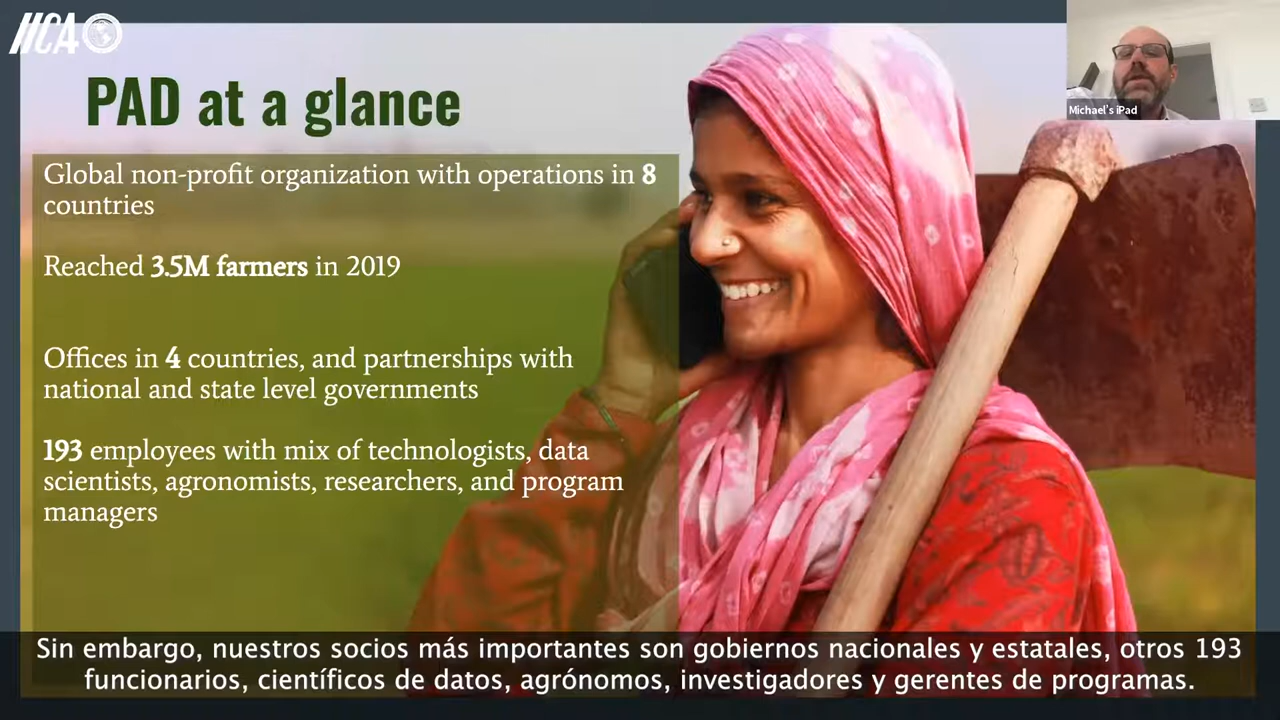 IICA
Michael's iPad
PAD at a glance
Global non-profit organization with operations in 8
countries
Reached 3.5M farmers in 2019
Offices in 4 countries, and partnerships with
national and state level governments
193 employees with mix of technologists, data
scientists, agronomists, researchers, and program
managers
Sin embargo, nuestros socios más importantes son gobiernos nacionales y estatales, otros 193
funcionarios, científicos de datos, agrónomos, investigadores y gerentes de programas.